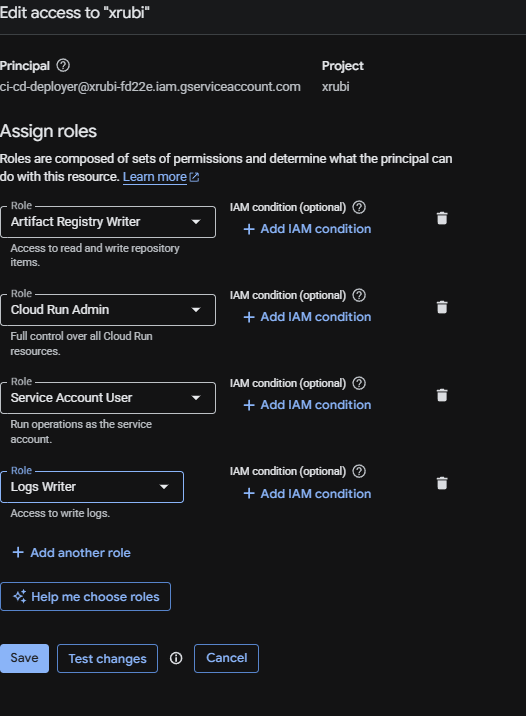 Edit access to "xrubi"
Principal
Project
ci-cd-deployer@xrubi-fd22e.iam.gserviceaccount.com
xrubi
Assign roles
Roles are composed of sets of permissions and determine what the principal can
do with this resource. Learn more
Role
Artifact Registry Writer
Access to read and write repository
items.
IAM condition (optional)
+ Add IAM condition
Role
Cloud Run Admin
Full control over all Cloud Run
resources.
IAM condition (optional)
+ Add IAM condition
Role
Service Account User
Run operations as the service
account.
IAM condition (optional)
+ Add IAM condition
Role
Logs Writer
Access to write logs.
IAM condition (optional)
+ Add IAM condition
+ Add another role
Help me choose roles
Save
Test changes
Cancel